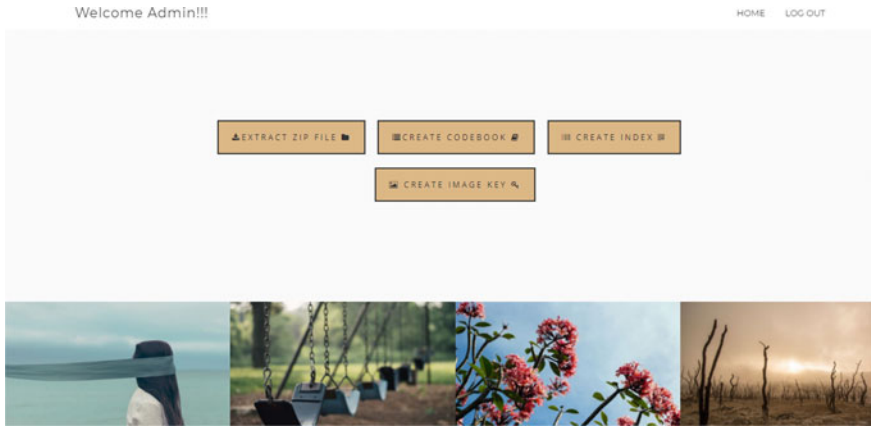 Welcome Admin!!!
HOME LOG OUT
EXTRACT ZIP FILE
CREATE CODEBOOK
CREATE INDEX
CREATE IMAGE KEY